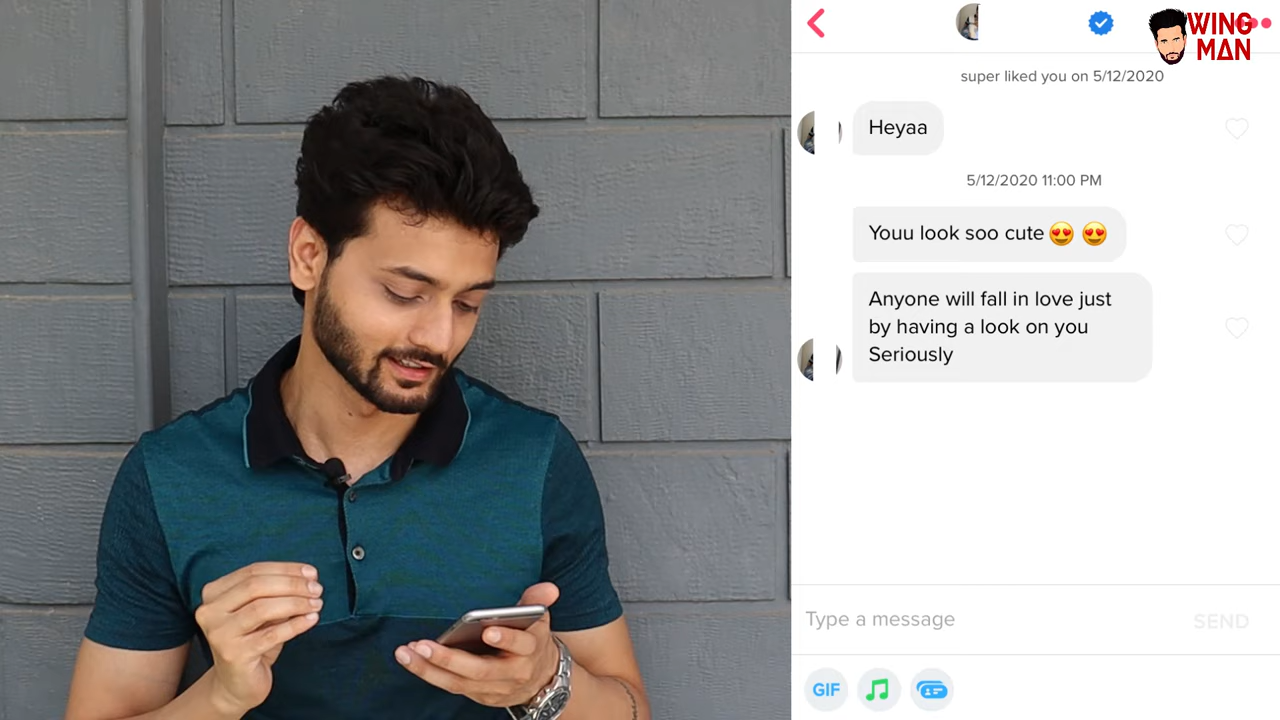 WING
MAN
super liked you on 5/12/2020
Heyaa
5/12/2020 11:00 PM
Youu look soo cute😍 😍
Anyone will fall in love just
by having a look on you
Seriously
Type a message
SEND
GIF